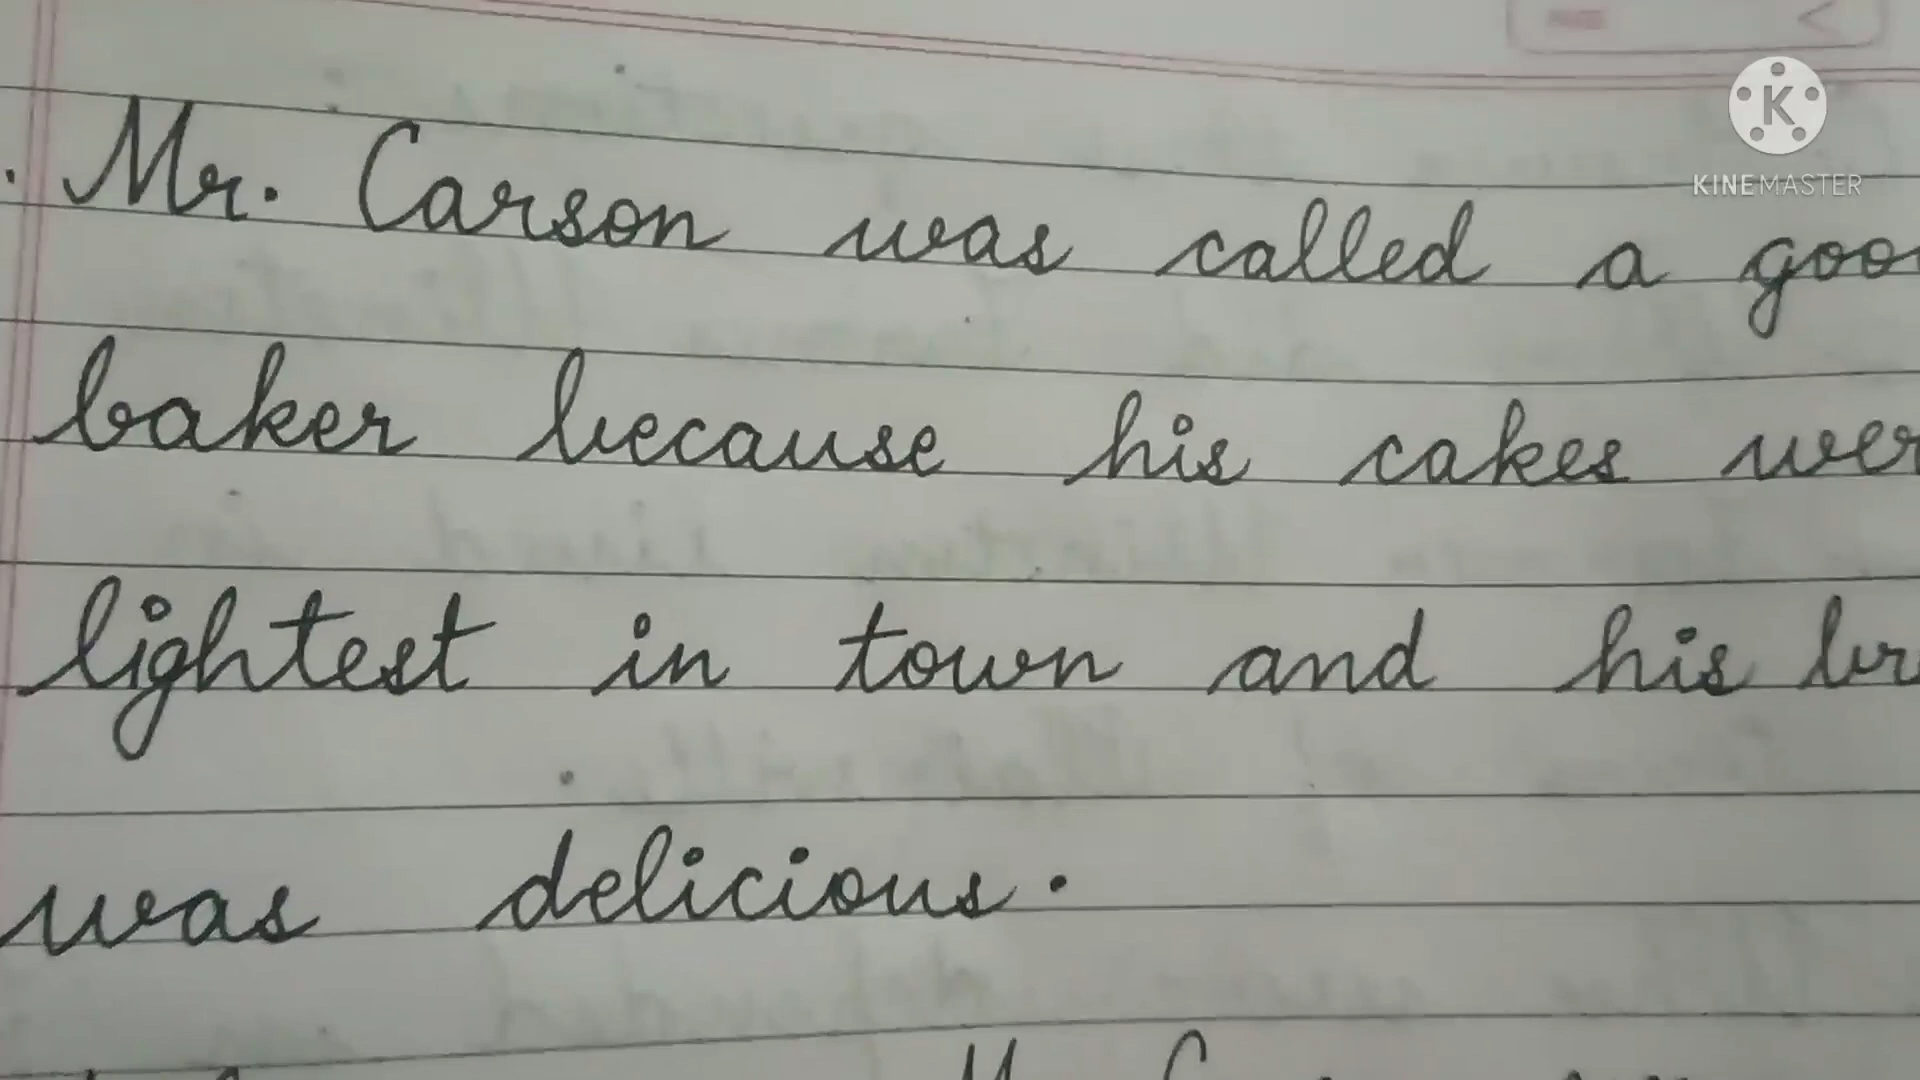 Mr. Carson was called a goo
baker because his cakes wer
lightest in town and his br
was delicious.
KINEMASTER